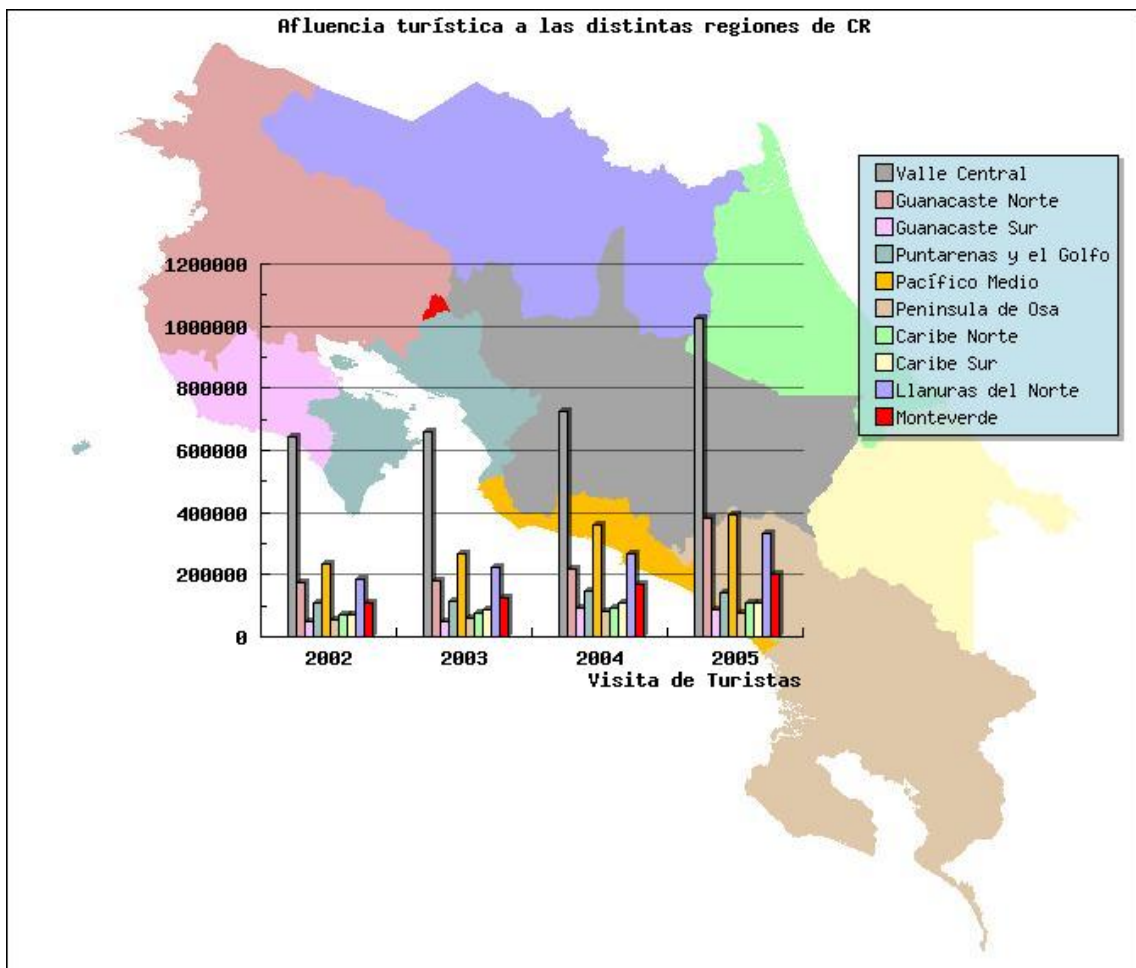 Afluencia turística a las distintas regiones de CR
Valle Central
Guanacaste Norte
Guanacaste Sur
Puntarenas y el Golfo
Pacífico Medio
Peninsula de Osa
Caribe Norte
Caribe Sur
Llanuras del Norte
Monteverde
1200000
1000000
800000
600000
400000
200000
0
2002 2003 2004 2005
Visita de Turistas